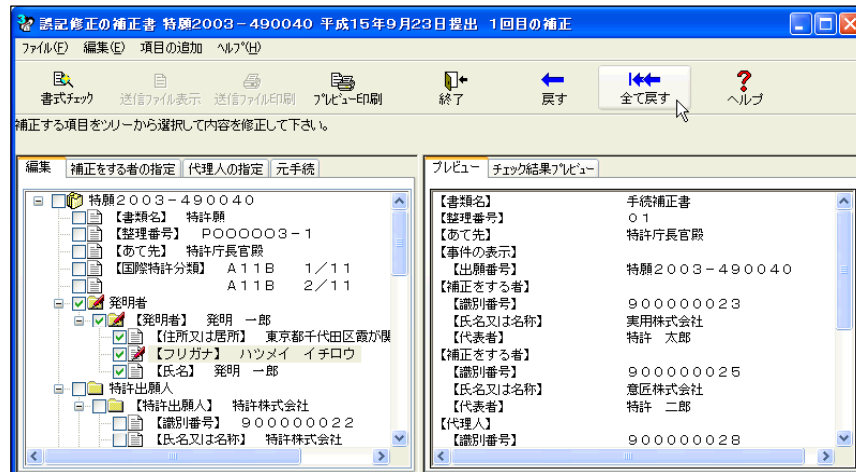 誤記修正の補正書 特願2003-490040 平成15年9月23日提出 1回目の補正
ファイル(F) 編集(E) 項目の追加 ヘルプ(H)
書式チェック 送信ファイル表示 送信ファイル印刷 プレビュー印刷 終了 戻す 全て戻す ヘルプ
補正する項目をツリーから選択して内容を修正して下さい。
編集 補正をする者の指定 代理人の指定 元手続
特願2003-490040
【書類名】 特許願
【整理番号】 P000003-1
【あて先】 特許庁長官殿
【国際特許分類】 A11B 1/11
A11B 2/11
発明者
【発明者】 発明 一郎
【住所又は居所】 東京都千代田区霞が
【フリガナ】 ハツメイ イチロウ
【氏名】 発明 一郎
特許出願人
【特許出願人】 特許株式会社
【識別番号】 900000022
【氏名又は名称】 特許株式会社
プレビュー チェック結果プレビュー
【書類名】 手続補正書
【整理番号】 01
【あて先】 特許庁長官殿
【事件の表示】
【出願番号】 特願2003-490040
【補正をする者】
【識別番号】 900000023
【氏名又は名称】 実用株式会社
【代表者】 特許 太郎
【補正をする者】
【識別番号】 900000025
【氏名又は名称】 意匠株式会社
【代表者】 特許 二郎
【代理人】
【識別番号】 900000028